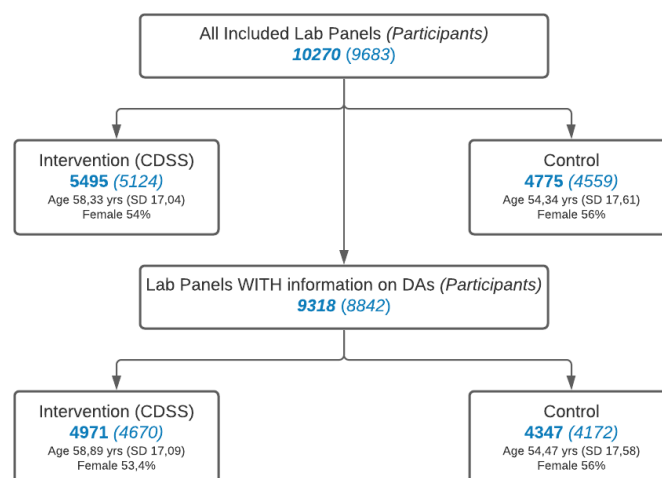 All Included Lab Panels (Participants)
10270 (9683)
Intervention (CDSS)
5495 (5124)
Age 58,33 yrs (SD 17,04)
Female 54%
Control
4775 (4559)
Age 54,34 yrs (SD 17,61)
Female 56%
Lab Panels WITH information on DAs (Participants)
9318 (8842)
Intervention (CDSS)
4971 (4670)
Age 58,89 yrs (SD 17,09)
Female 53,4%
Control
4347 (4172)
Age 54,47 yrs (SD 17,58)
Female 56%